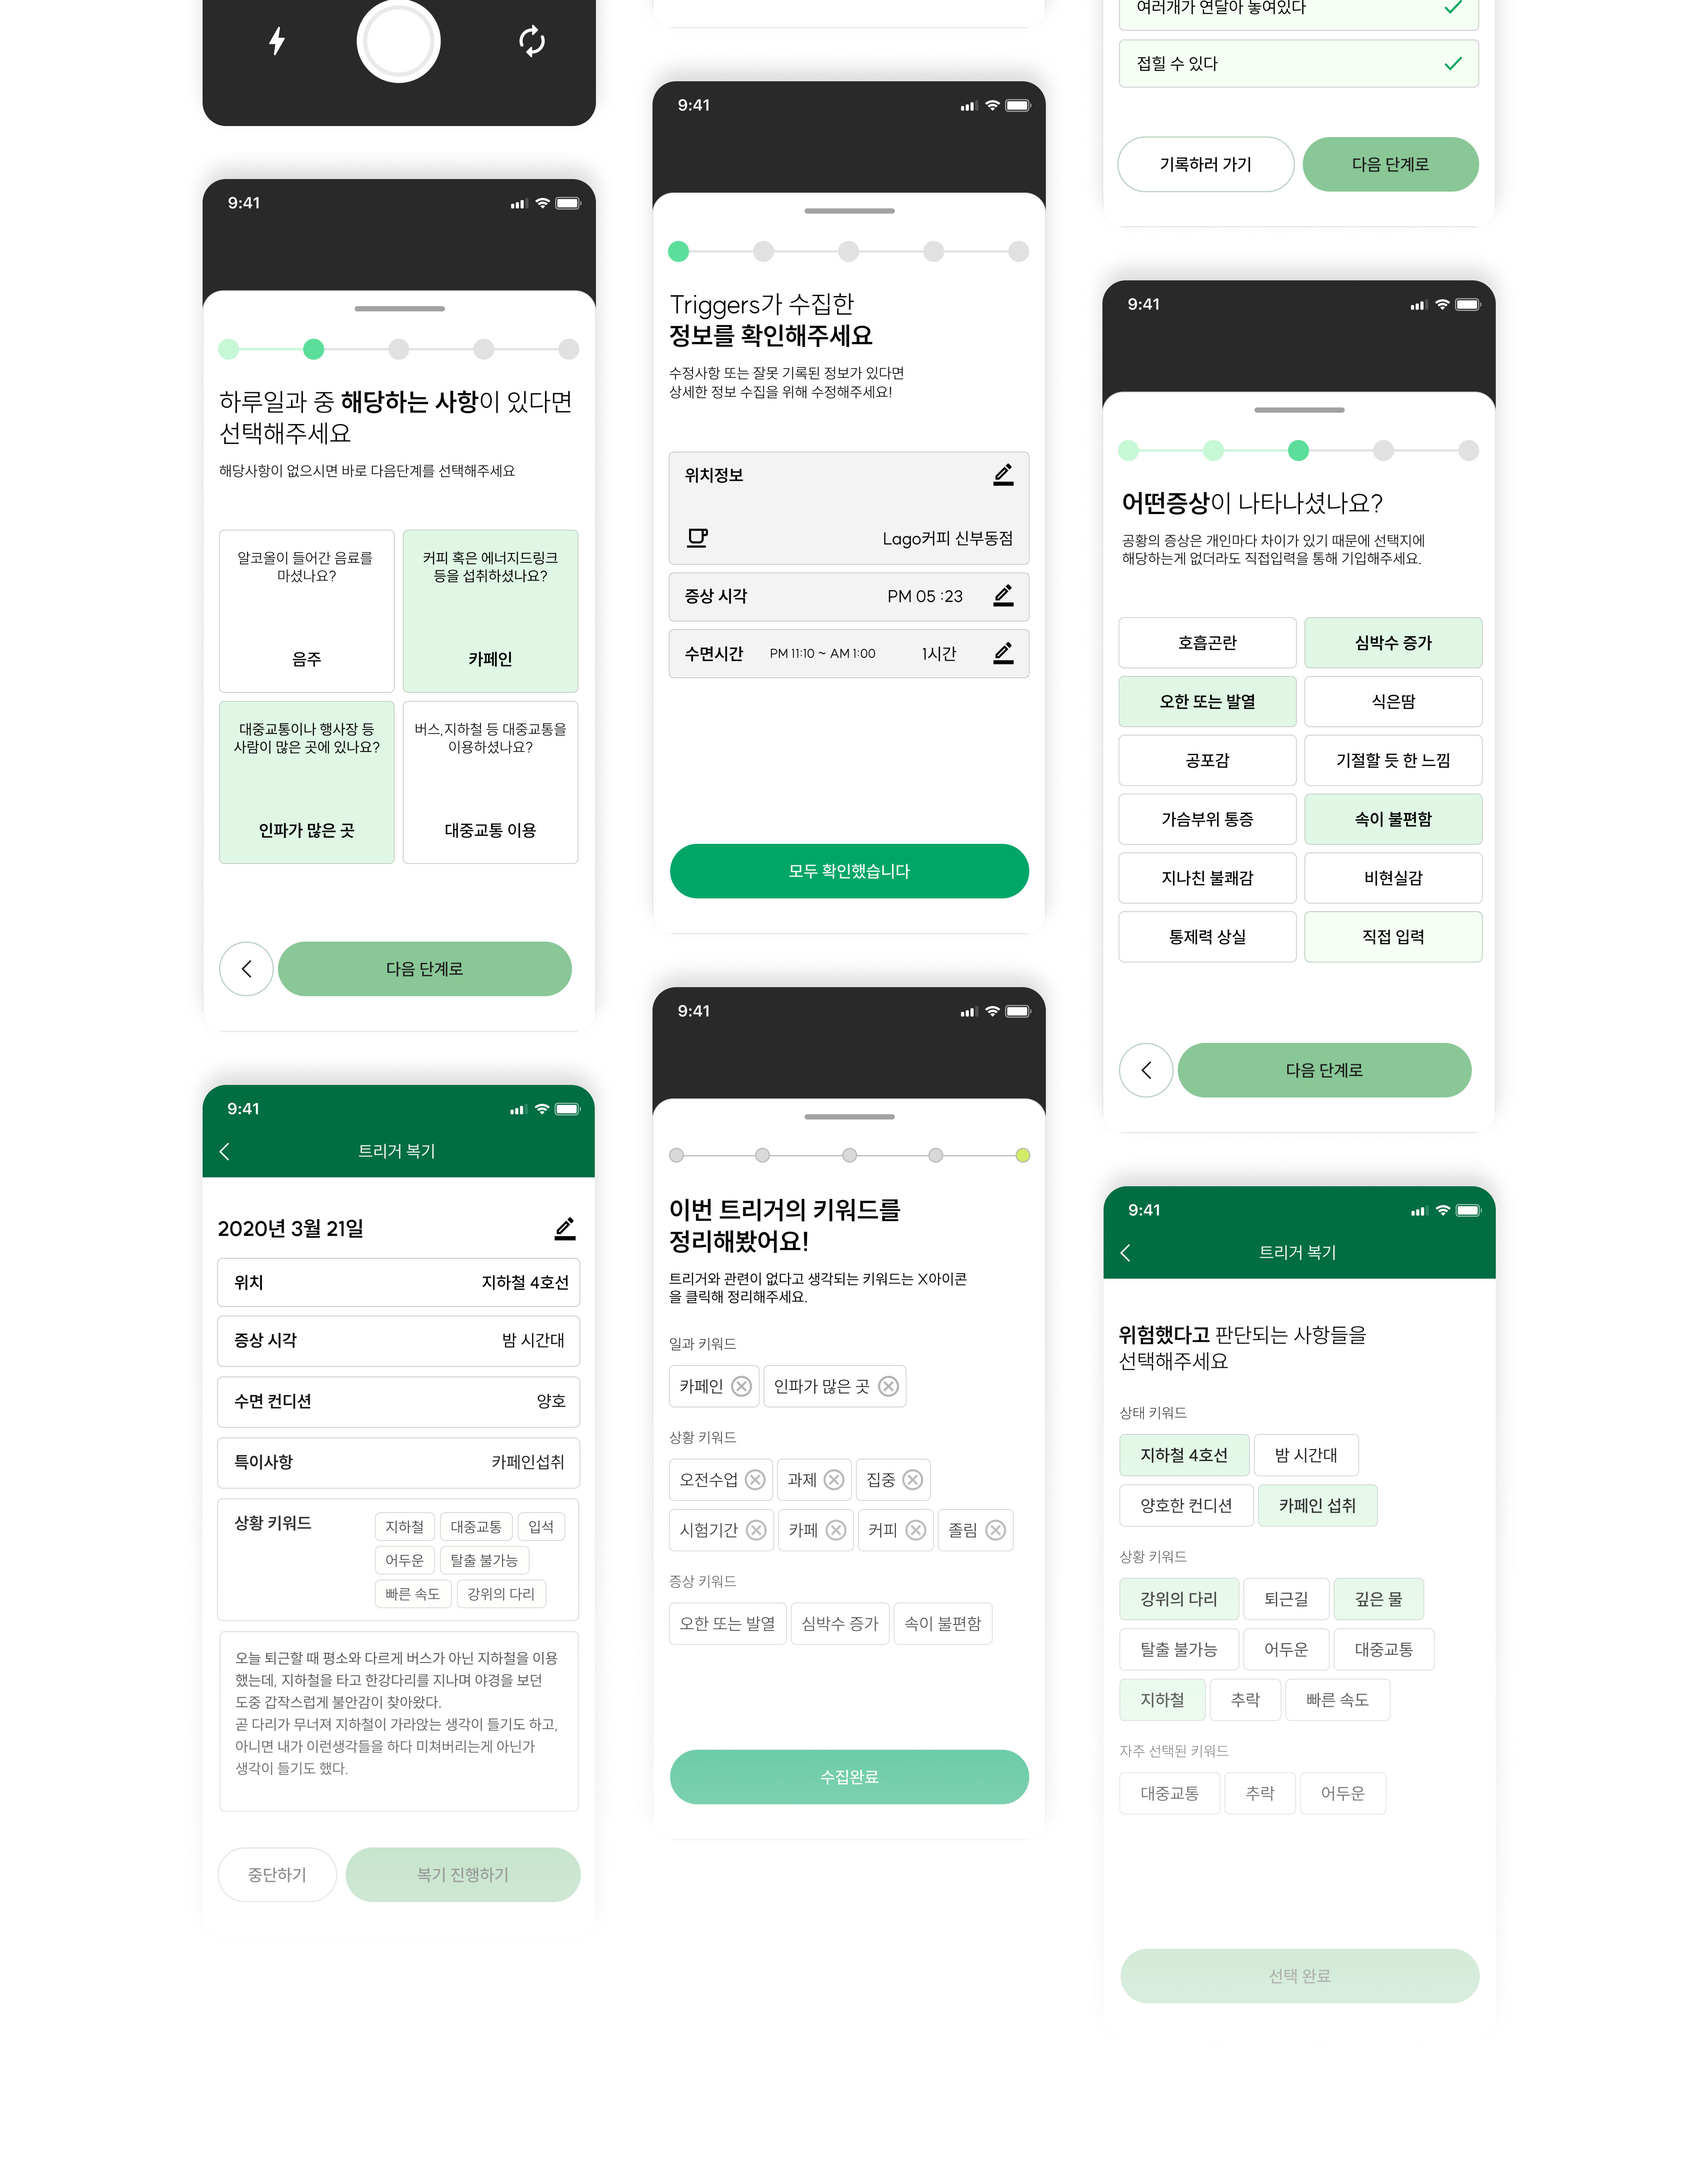 9:41
하루일과 중 해당하는 사항이 있다면
선택해주세요
해당사항이 없으시면 바로 다음단계를 선택해주세요
알코올이 들어간 음료를
마셨나요?
음주
커피 혹은 에너지드링크
등을 섭취하셨나요?
카페인
대중교통이나 행사장 등
사람이 많은 곳에 있나요?
인파가 많은 곳
버스,지하철 등 대중교통을
이용하셨나요?
대중교통 이용
다음 단계로
9:41
트리거 복기
2020년 3월 21일
위치 지하철 4호선
증상 시각 밤 시간대
수면 컨디션 양호
특이사항 카페인섭취
상황 키워드 지하철 대중교통 입석
어두운 탈출 불가능
빠른 속도 강위의 다리
오늘 퇴근할 때 평소와 다르게 버스가 아닌 지하철을 이용
했는데, 지하철을 타고 한강다리를 지나며 야경을 보던
도중 갑작스럽게 불안감이 찾아왔다.
곧 다리가 무너져 지하철이 가라앉는 생각이 들기도 하고,
아니면 내가 이런생각들을 하다 미쳐버리는게 아닌가
생각이 들기도 했다.
중단하기 복기 진행하기
9:41
Triggers가 수집한
정보를 확인해주세요
수정사항 또는 잘못 기록된 정보가 있다면
상세한 정보 수집을 위해 수정해주세요!
위치정보
Lago커피 신부동점
증상 시각 PM 05 :23
수면시간 PM 11:10 ~ AM 1:00 1시간
모두 확인했습니다
9:41
이번 트리거의 키워드를
정리해봤어요!
트리거와 관련이 없다고 생각되는 키워드는 X아이콘
을 클릭해 정리해주세요.
일과 키워드
카페인 인파가 많은 곳
상황 키워드
오전수업 과제 집중
시험기간 카페 커피 졸림
증상 키워드
오한 또는 발열 심박수 증가 속이 불편함
수집완료
여러개가 연달아 놓여있다
접힐 수 있다
기록하러 가기 다음 단계로
9:41
어떤증상이 나타나셨나요?
공황의 증상은 개인마다 차이가 있기 때문에 선택지에
해당하는게 없더라도 직접입력을 통해 기입해주세요.
호흡곤란 심박수 증가
오한 또는 발열 식은땀
공포감 기절할 듯 한 느낌
가슴부위 통증 속이 불편함
지나친 불쾌감 비현실감
통제력 상실 직접 입력
다음 단계로
9:41
트리거 복기
위험했다고 판단되는 사항들을
선택해주세요
상태 키워드
지하철 4호선 밤 시간대
양호한 컨디션 카페인 섭취
상황 키워드
강위의 다리 퇴근길 깊은 물
탈출 불가능 어두운 대중교통
지하철 추락 빠른 속도
자주 선택된 키워드
대중교통 추락 어두운
선택 완료